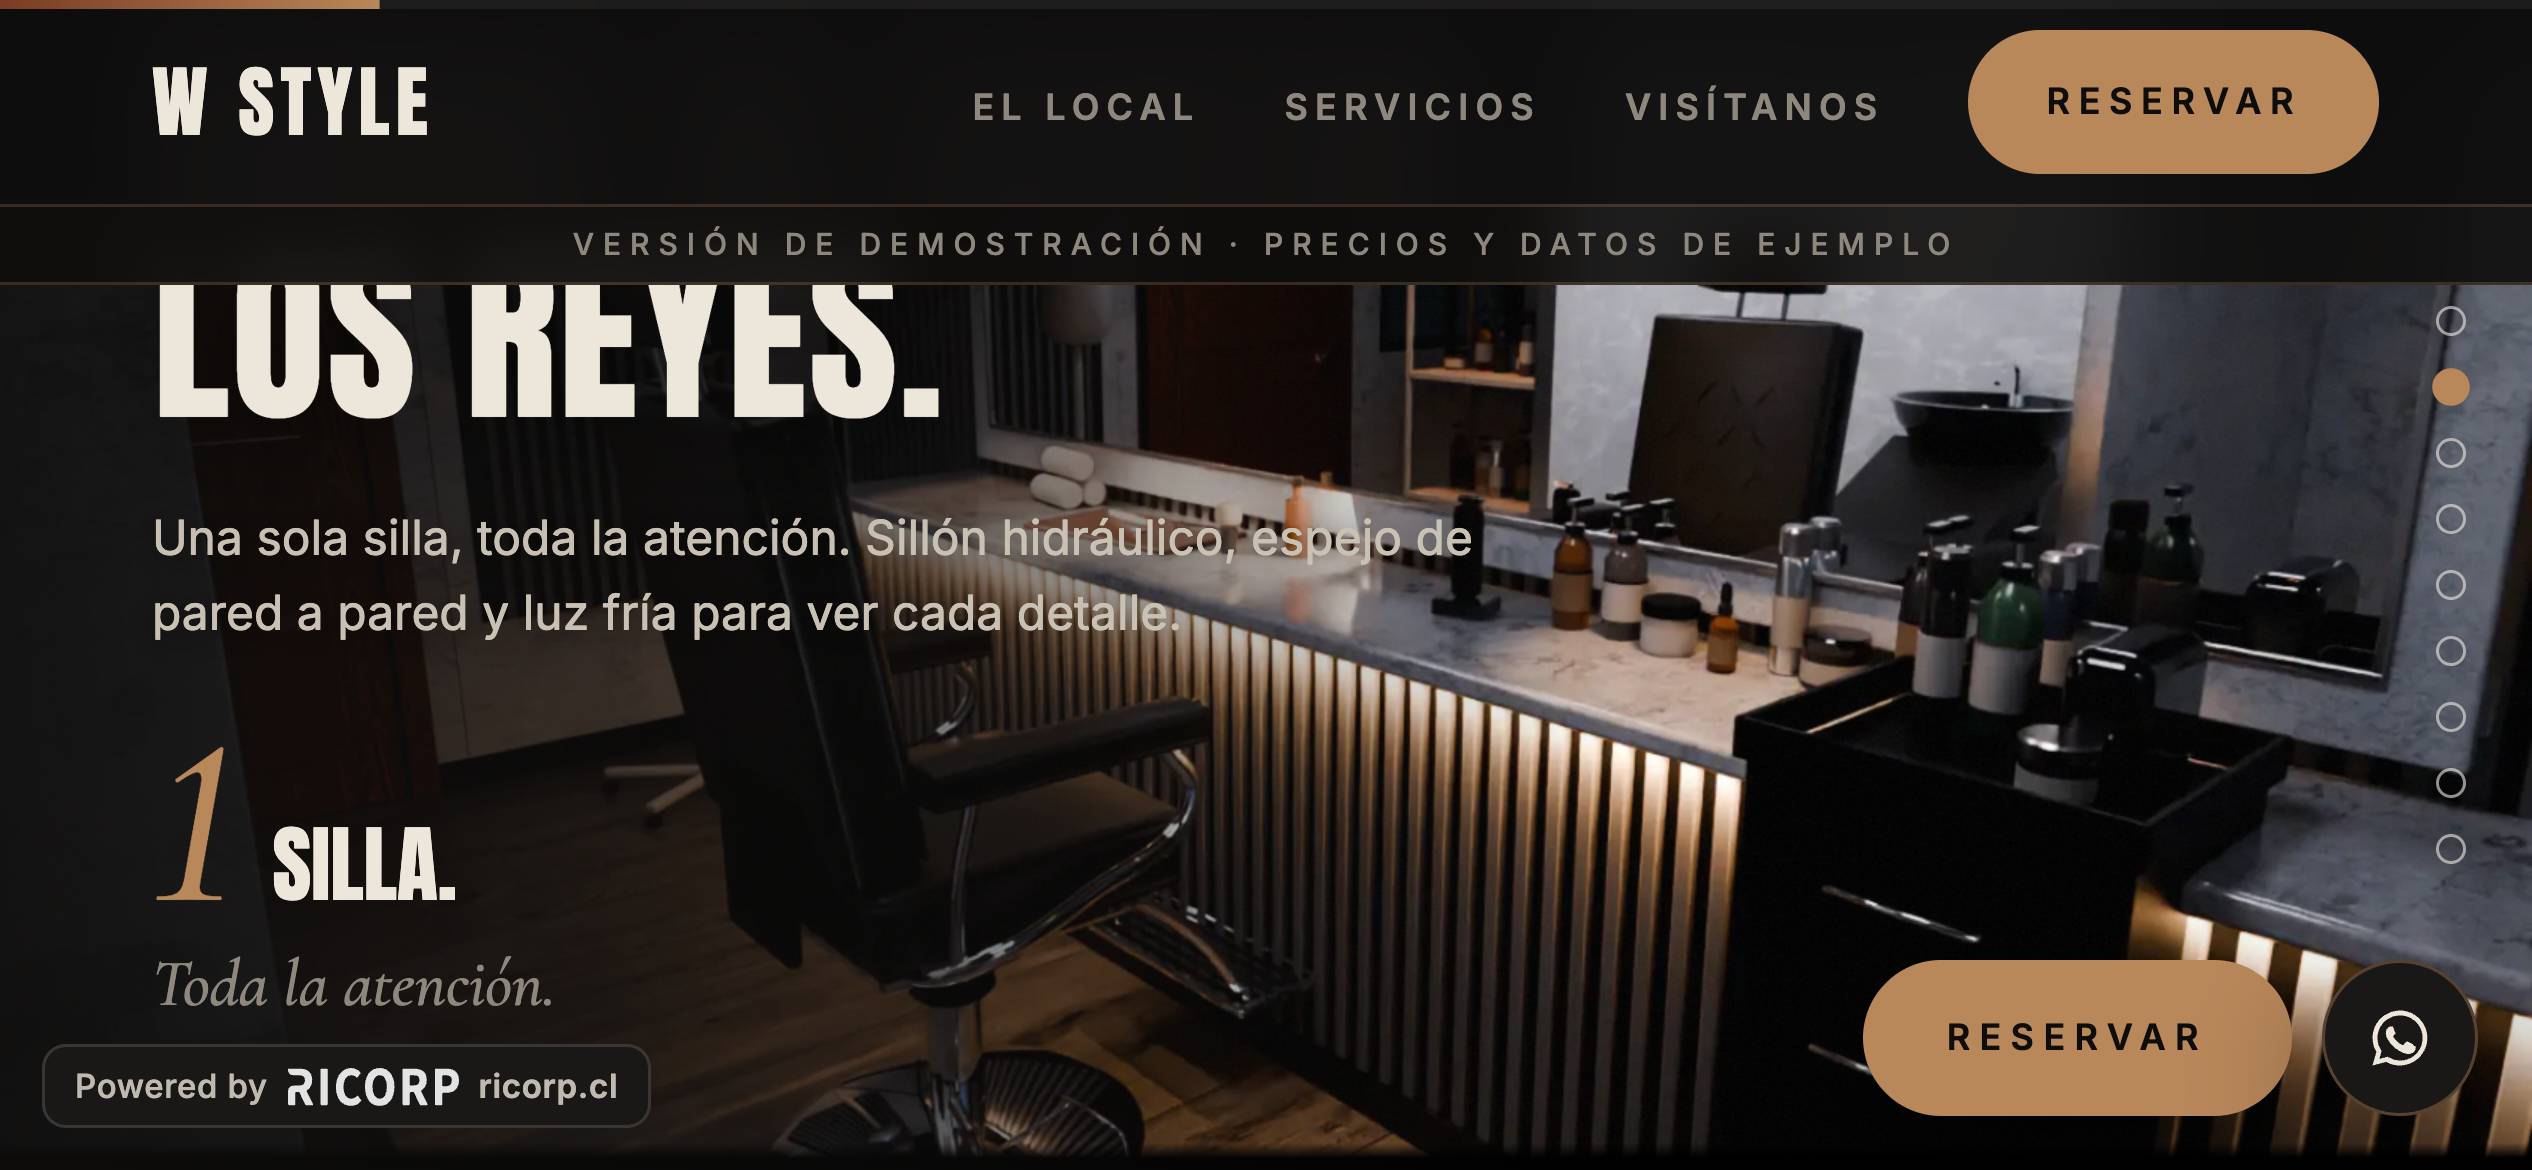 W STYLE
EL LOCAL
SERVICIOS
VISÍTANOS
RESERVAR
VERSIÓN DE DEMOSTRACIÓN · PRECIOS Y DATOS DE EJEMPLO
LOS REYES.
Una sola silla, toda la atención. Sillón hidráulico, espejo de
pared a pared y luz fría para ver cada detalle.
1 SILLA.
Toda la atención.
Powered by RICORP ricorp.cl
RESERVAR